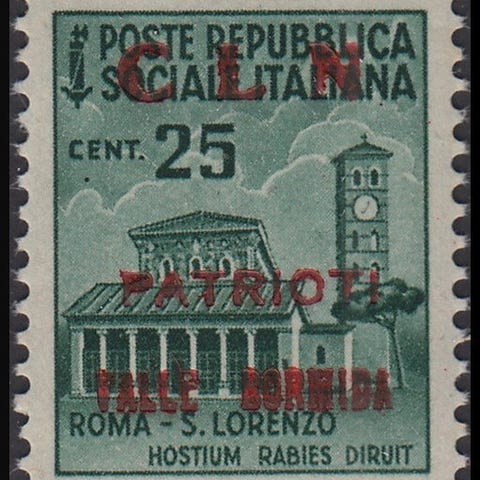 POSTE REPUBBLICA
SOCIALE ITALIANA
C L N
CENT. 25
PATRIOTI
VALLE BORMIDA
ROMA - S. LORENZO
HOSTIUM RABIES DIRUIT